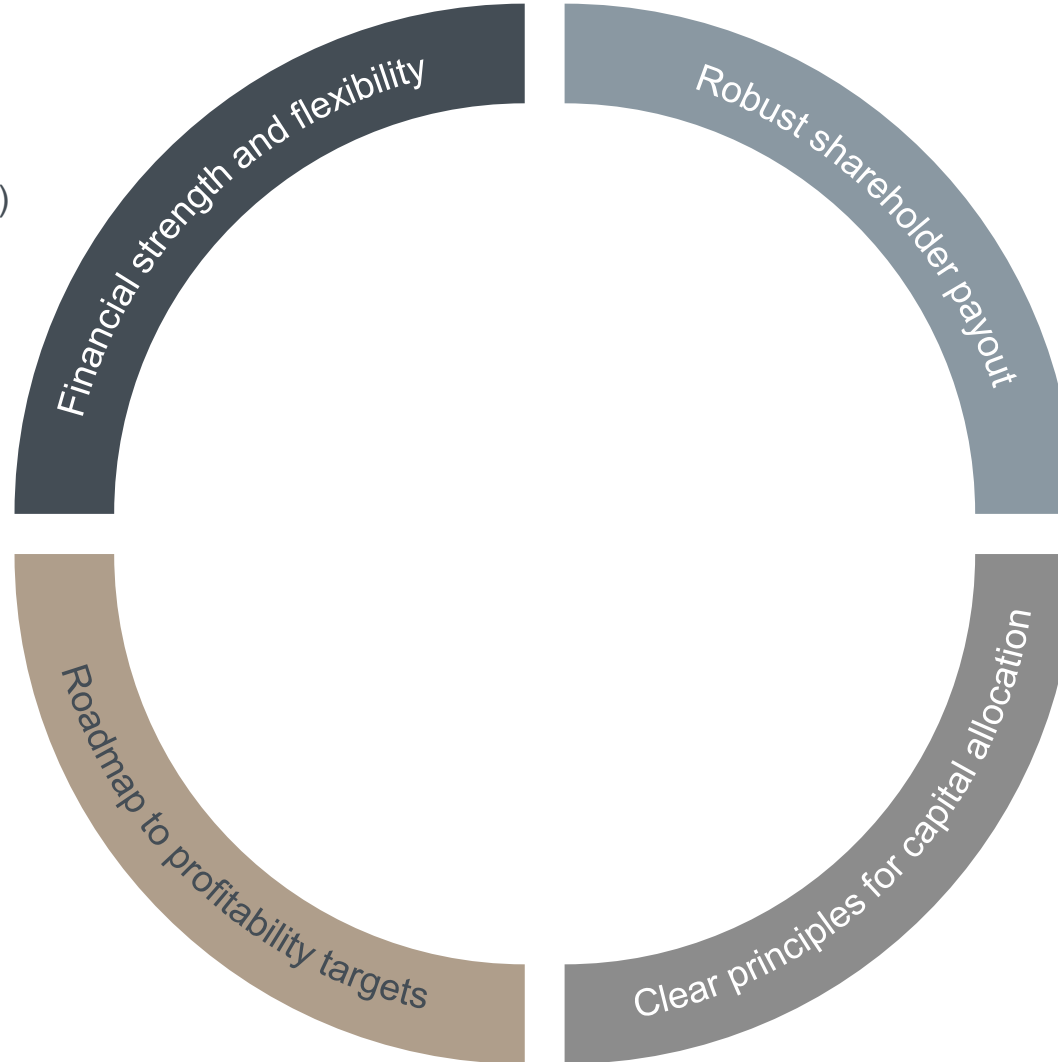 Financial strength and flexibility
Robust shareholder payout
)
Roadmap to profitability targets
Clear principles for capital allocation